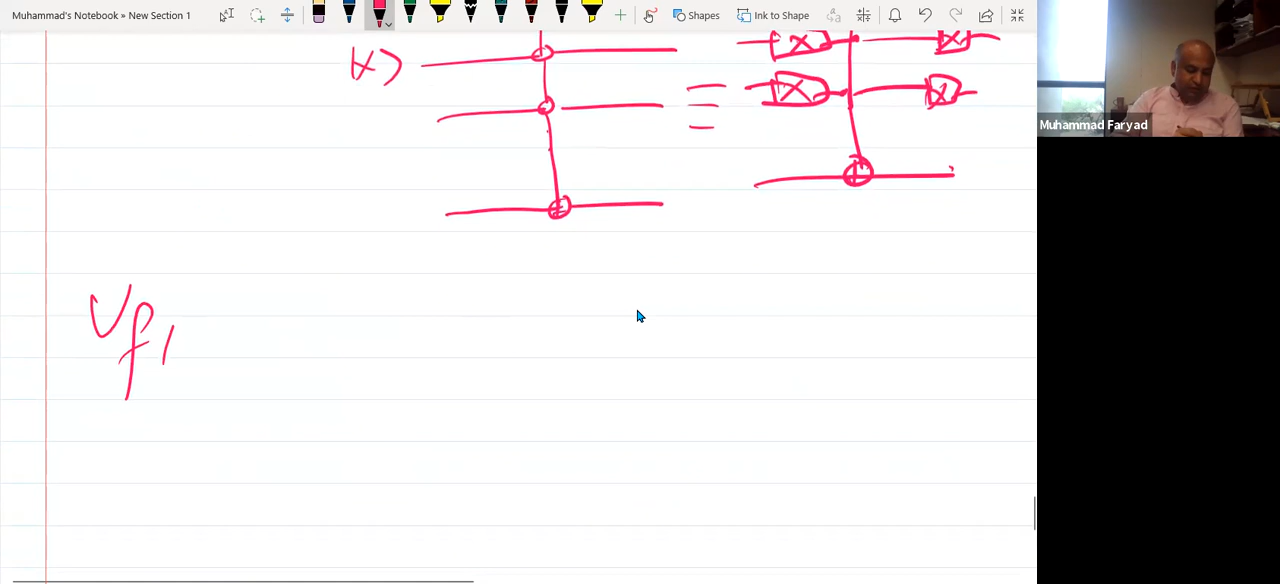 Muhammad's Notebook » New Section 1
Shapes
Ink to Shape
Muhammad Faryad
|x⟩
X X
≡ X X
U_f |